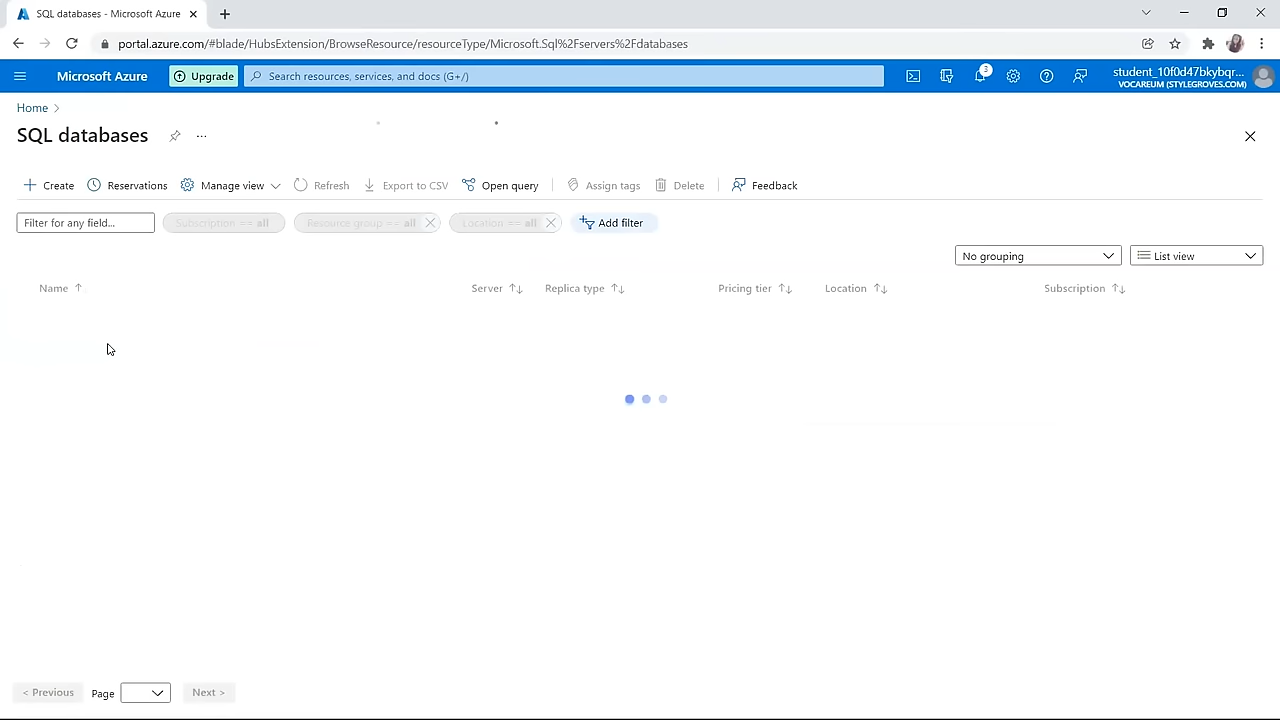 SQL databases - Microsoft Azure
portal.azure.com/#blade/HubsExtension/BrowseResource/resourceType/Microsoft.Sql%2Fservers%2Fdatabases
Microsoft Azure
Upgrade
Search resources, services, and docs (G+/)
3
student_10f0d47bkybqr...
VOCAREUM (STYLEGROVES.COM)
Home
SQL databases
Create
Reservations
Manage view
Refresh
Export to CSV
Open query
Assign tags
Delete
Feedback
Filter for any field...
Subscription == all
Resource group == all
Location == all
Add filter
No grouping
List view
Name
Server
Replica type
Pricing tier
Location
Subscription
< Previous
Page
Next >